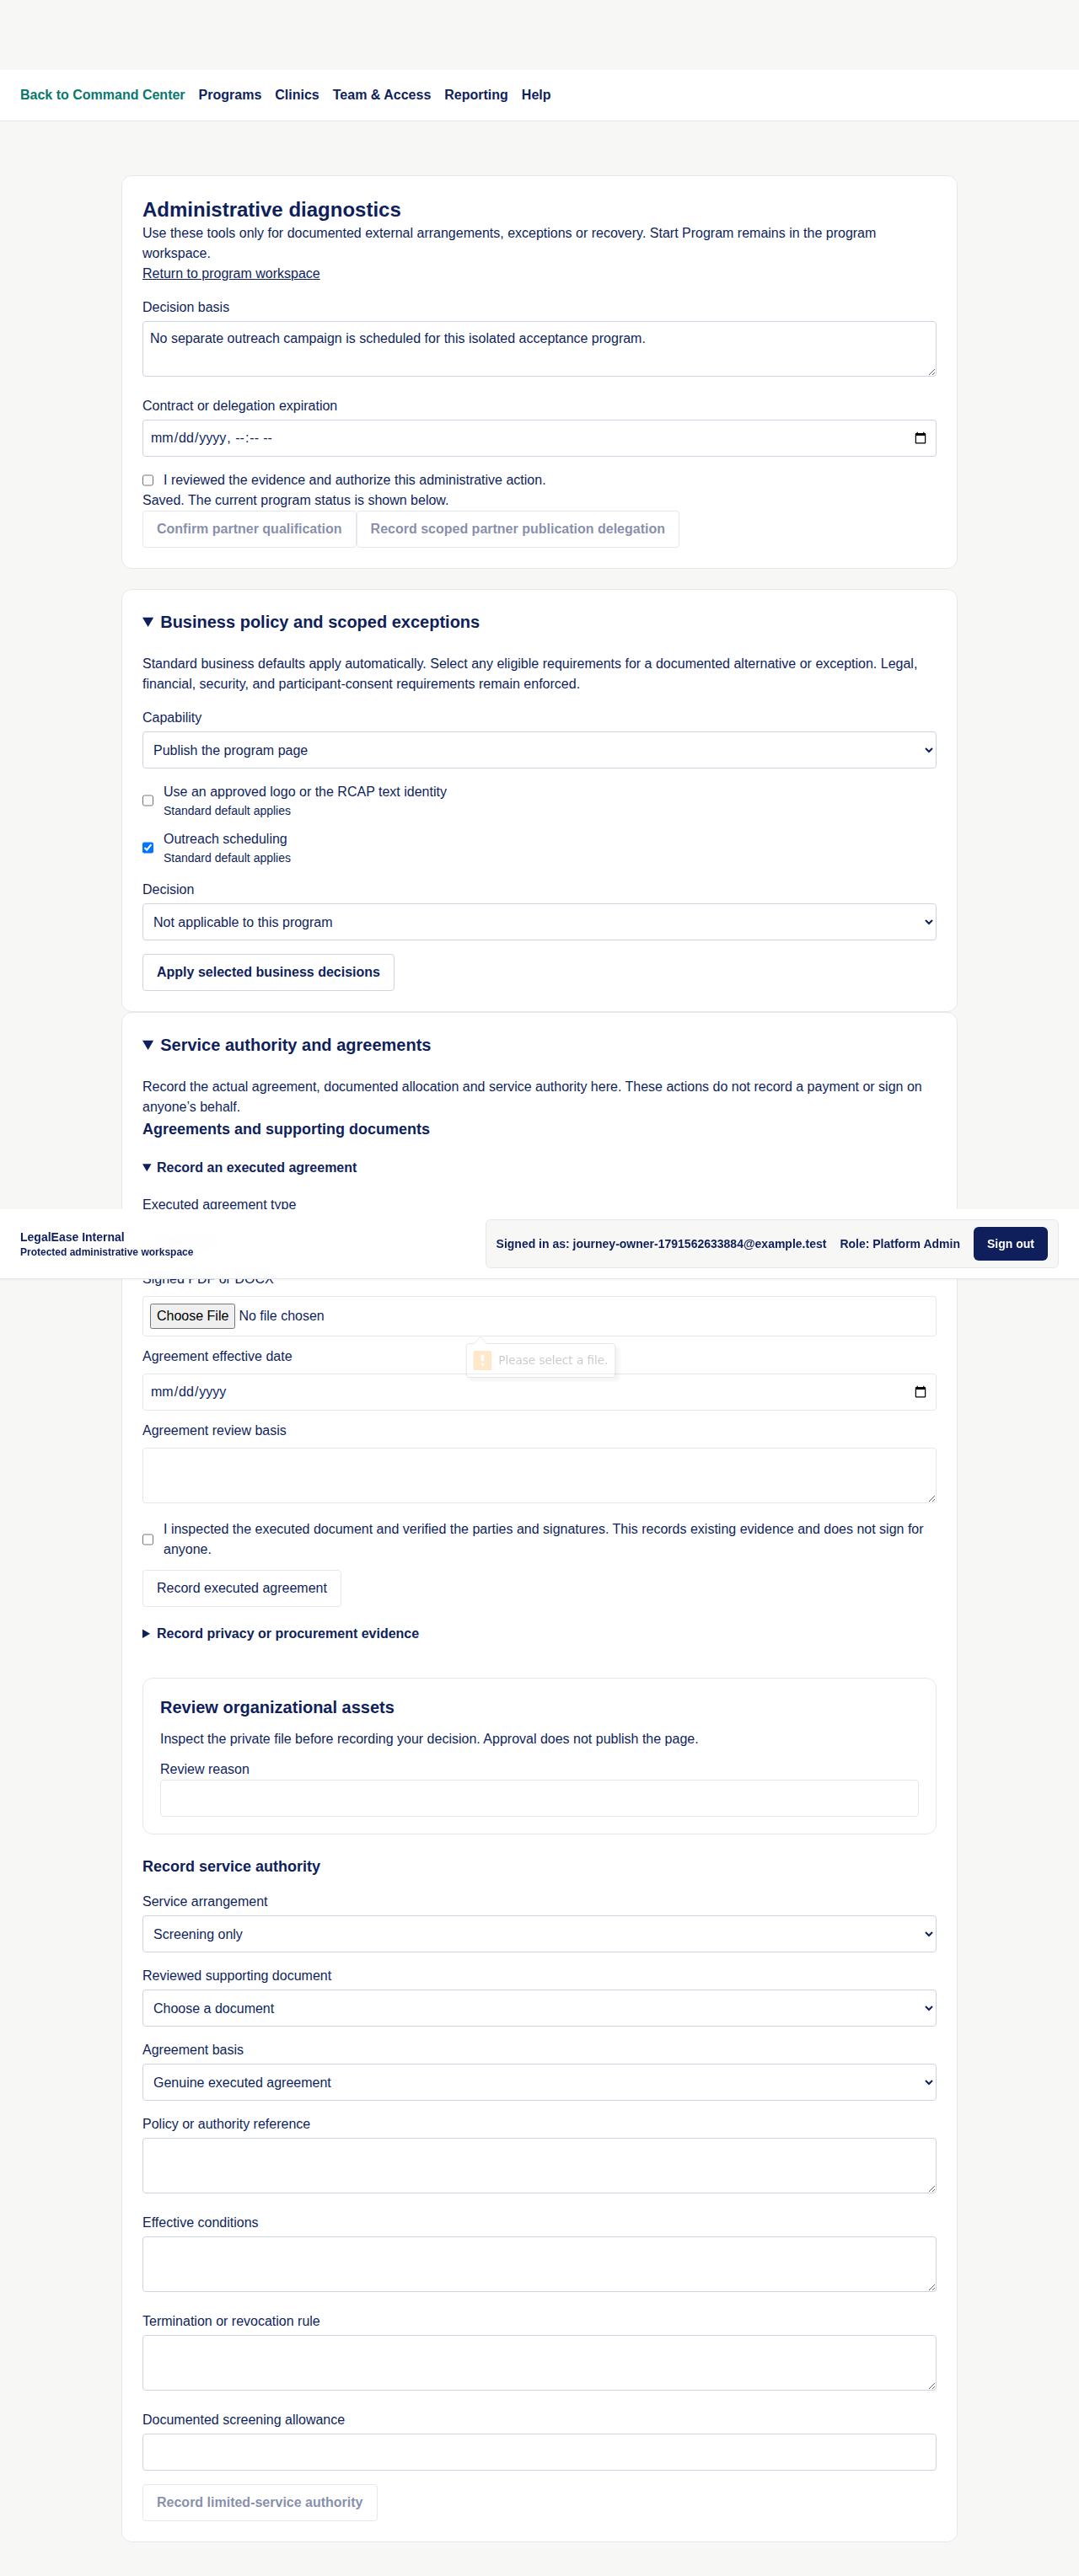 Back to Command Center Programs Clinics Team & Access Reporting Help
Administrative diagnostics
Use these tools only for documented external arrangements, exceptions or recovery. Start Program remains in the program
workspace.
Return to program workspace
Decision basis
No separate outreach campaign is scheduled for this isolated acceptance program.
Contract or delegation expiration
mm/dd/yyyy, --:-- --
I reviewed the evidence and authorize this administrative action.
Saved. The current program status is shown below.
Confirm partner qualification Record scoped partner publication delegation
Business policy and scoped exceptions
Standard business defaults apply automatically. Select any eligible requirements for a documented alternative or exception. Legal,
financial, security, and participant-consent requirements remain enforced.
Capability
Publish the program page
Use an approved logo or the RCAP text identity
Standard default applies
Outreach scheduling
Standard default applies
Decision
Not applicable to this program
Apply selected business decisions
Service authority and agreements
Record the actual agreement, documented allocation and service authority here. These actions do not record a payment or sign on
anyone’s behalf.
Agreements and supporting documents
Record an executed agreement
Executed agreement type
LegalEase Internal
Protected administrative workspace
Signed in as: journey-owner-1791562633884@example.test Role: Platform Admin Sign out
Signed PDF or DOCX
Choose File No file chosen
Please select a file.
Agreement effective date
mm/dd/yyyy
Agreement review basis
I inspected the executed document and verified the parties and signatures. This records existing evidence and does not sign for
anyone.
Record executed agreement
Record privacy or procurement evidence
Review organizational assets
Inspect the private file before recording your decision. Approval does not publish the page.
Review reason
Record service authority
Service arrangement
Screening only
Reviewed supporting document
Choose a document
Agreement basis
Genuine executed agreement
Policy or authority reference
Effective conditions
Termination or revocation rule
Documented screening allowance
Record limited-service authority